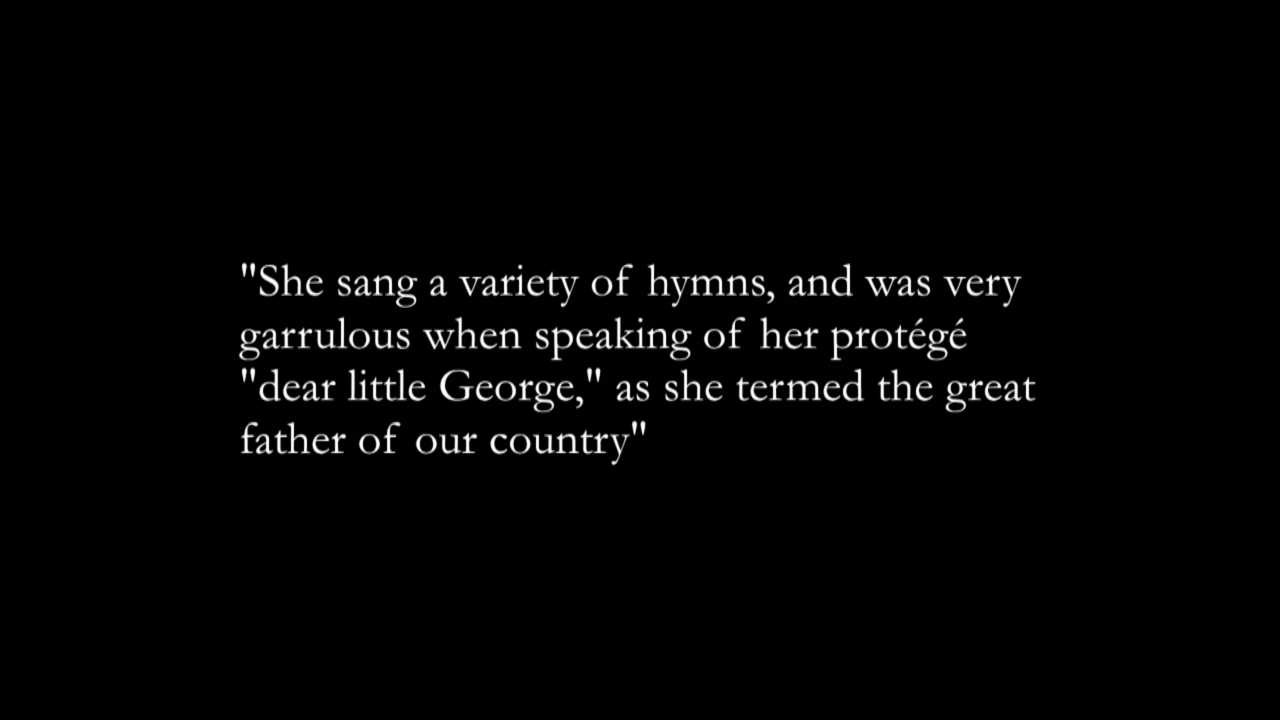 "She sang a variety of hymns, and was very
garrulous when speaking of her protégé
"dear little George," as she termed the great
father of our country"